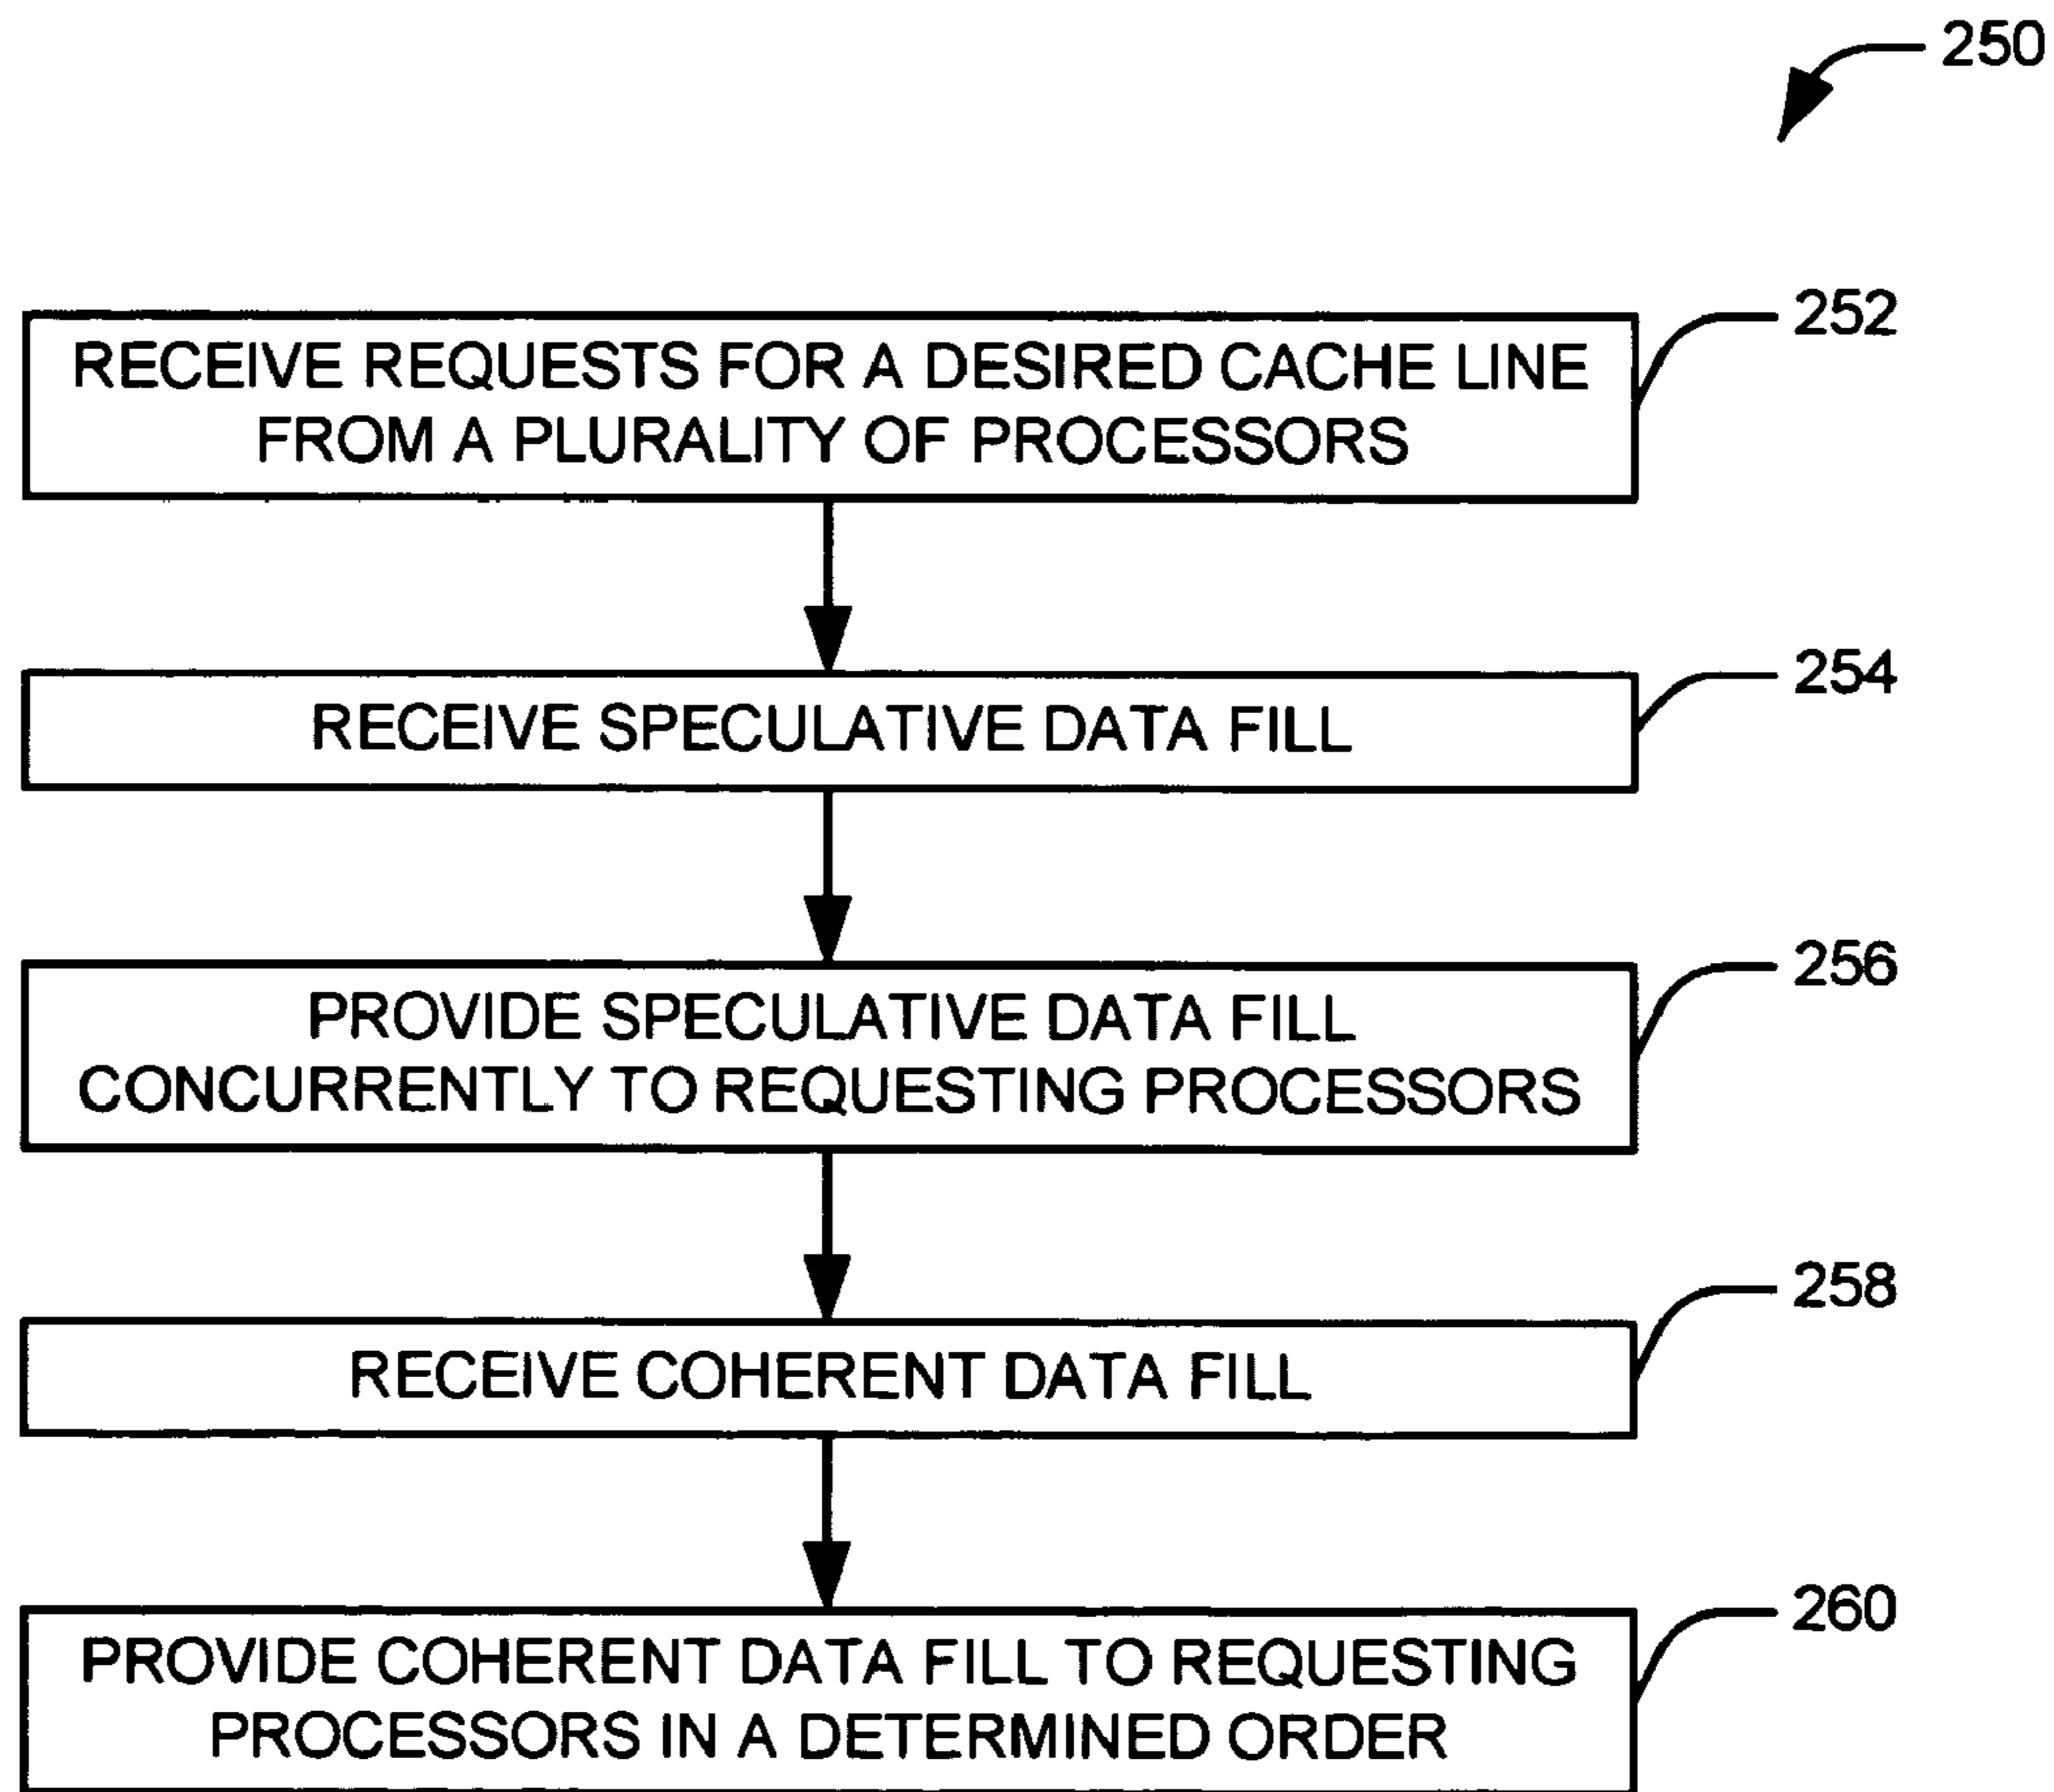 250
RECEIVE REQUESTS FOR A DESIRED CACHE LINE
FROM A PLURALITY OF PROCESSORS
252
RECEIVE SPECULATIVE DATA FILL
254
PROVIDE SPECULATIVE DATA FILL
CONCURRENTLY TO REQUESTING PROCESSORS
256
RECEIVE COHERENT DATA FILL
258
PROVIDE COHERENT DATA FILL TO REQUESTING
PROCESSORS IN A DETERMINED ORDER
260